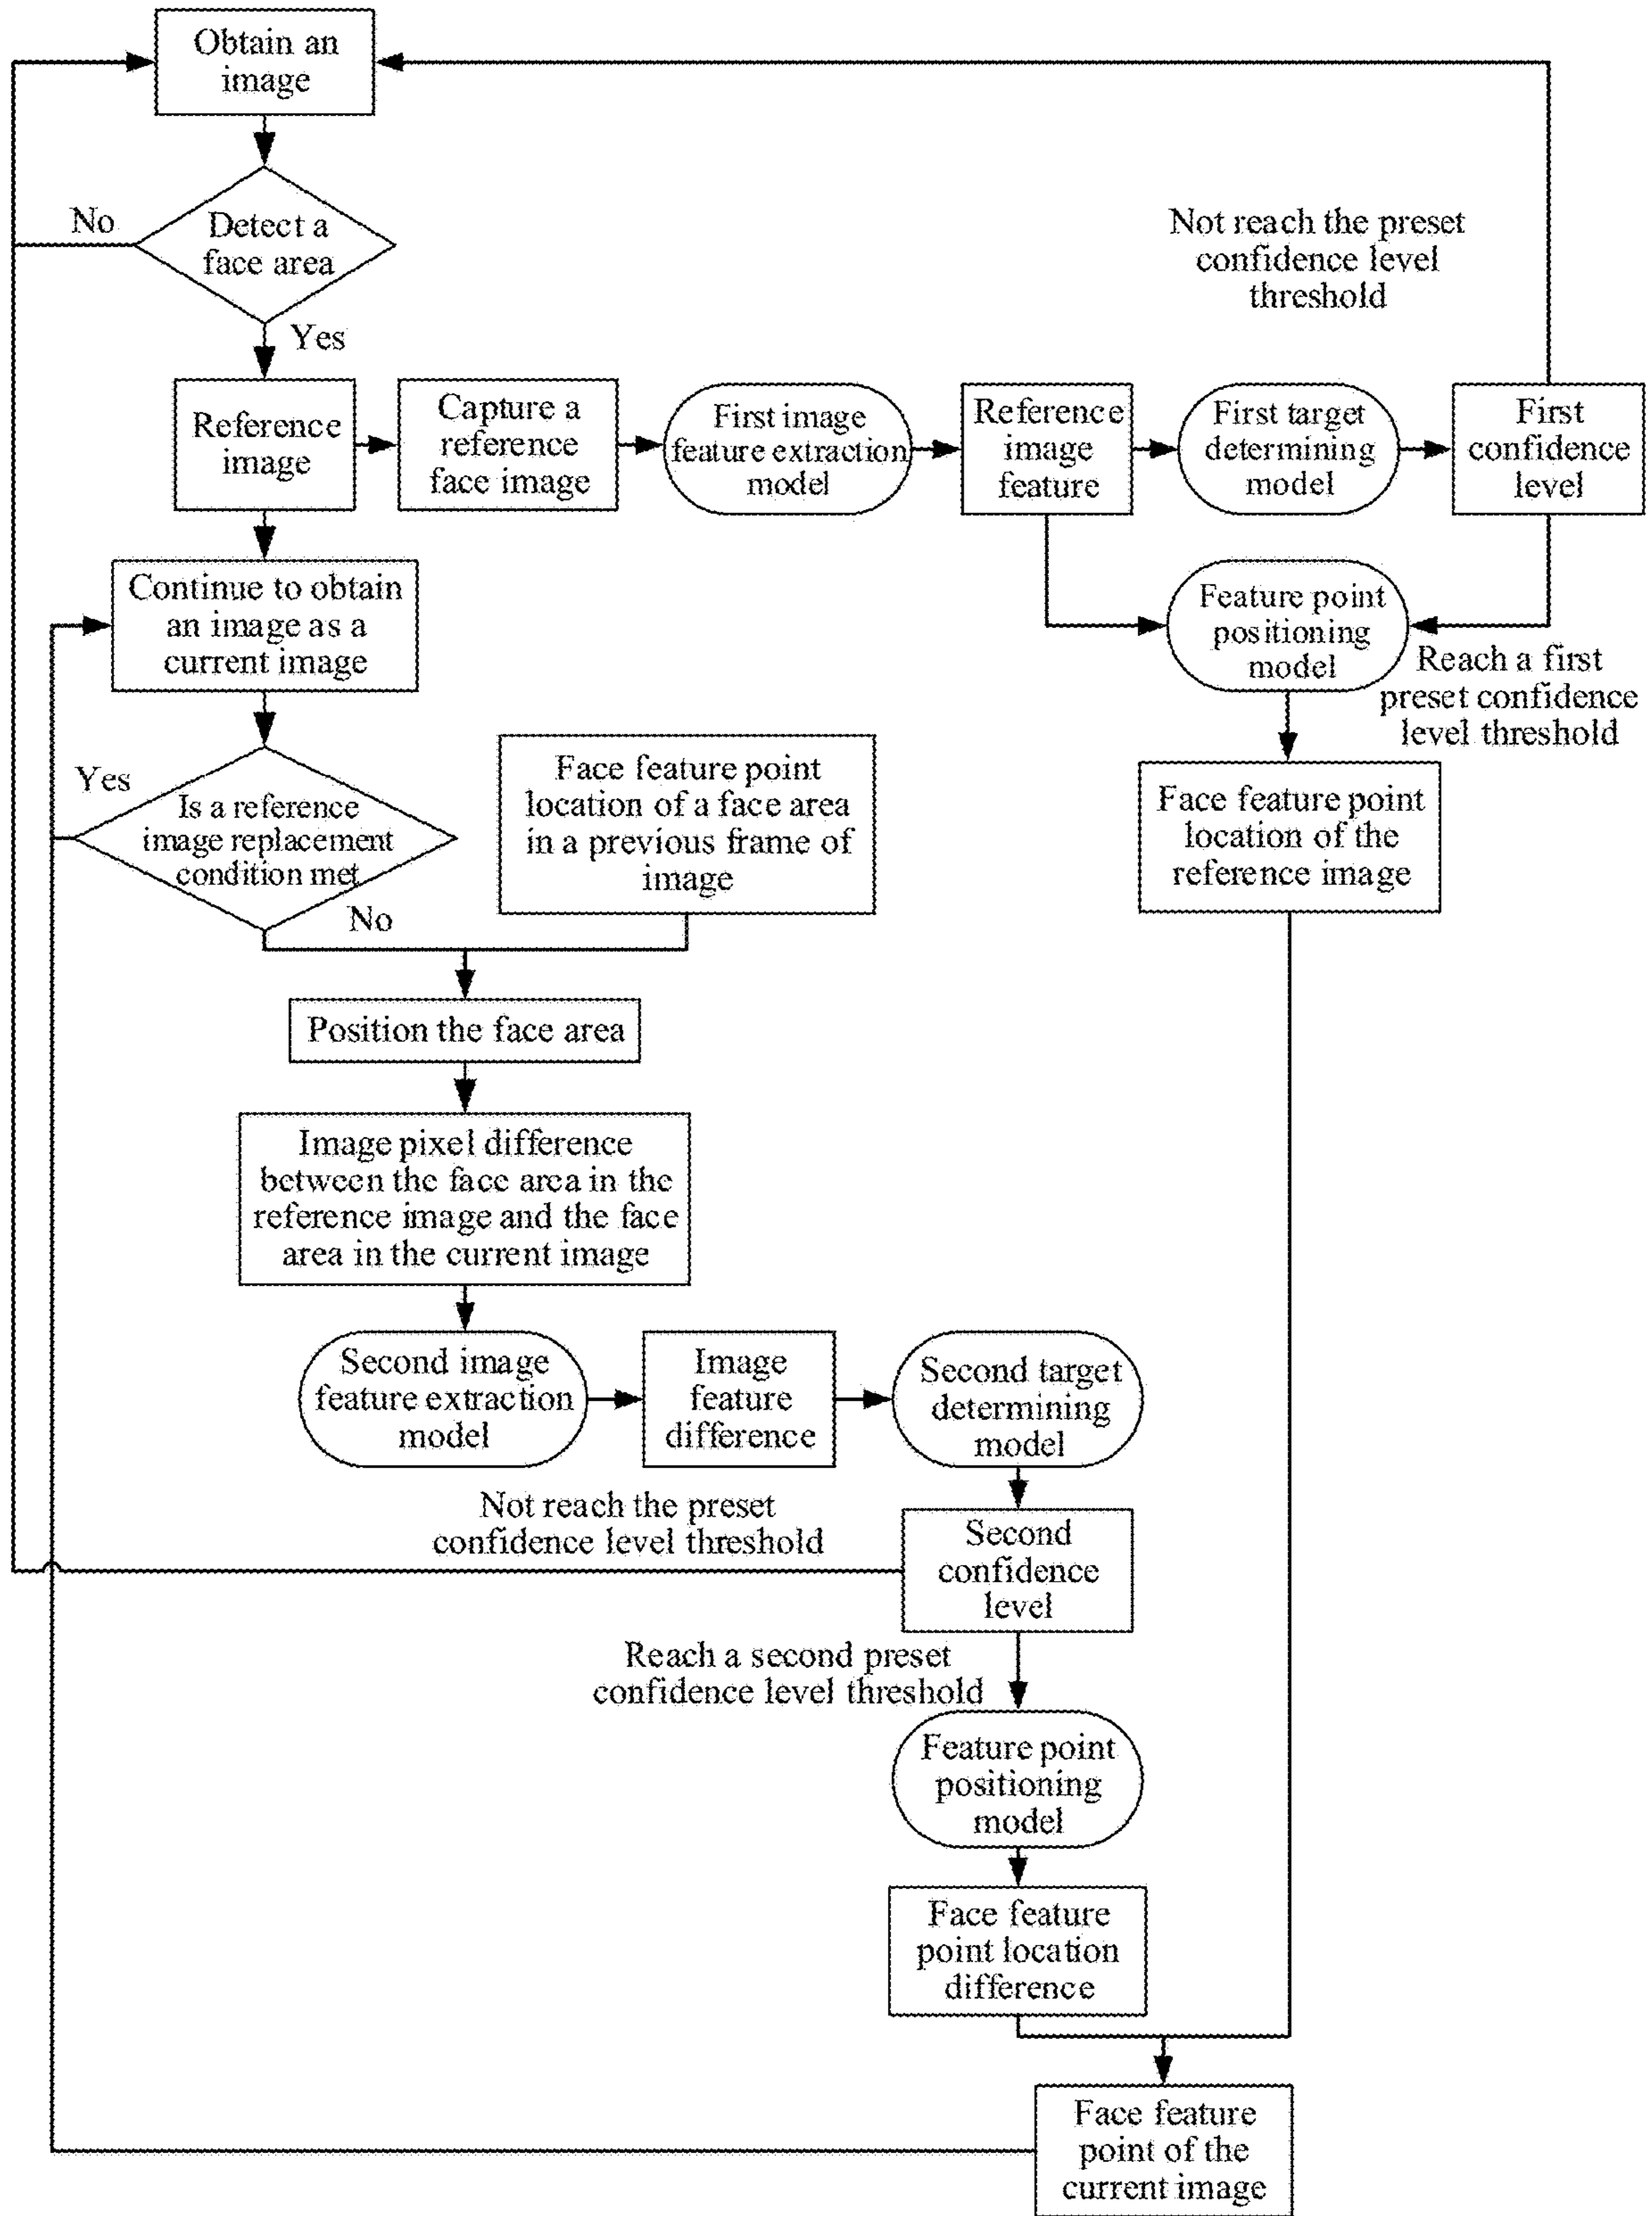 Obtain an
image
No
Detect a
face area
Yes
Not reach the preset
confidence level
threshold
Reference
image
Capture a
reference
face image
First image
feature extraction
model
Reference
image
feature
First target
determining
model
First
confidence
level
Continue to obtain
an image as a
current image
Feature point
positioning
model
Reach a first
preset confidence
level threshold
Yes
Is a reference
image replacement
condition met
No
Face feature point
location of a face area
in a previous frame of
image
Face feature point
location of the
reference image
Position the face area
Image pixel difference
between the face area in the
reference image and the face
area in the current image
Second image
feature extraction
model
Image
feature
difference
Second target
determining
model
Not reach the preset
confidence level threshold
Second
confidence
level
Reach a second preset
confidence level threshold
Feature point
positioning
model
Face feature
point location
difference
Face feature
point of the
current image